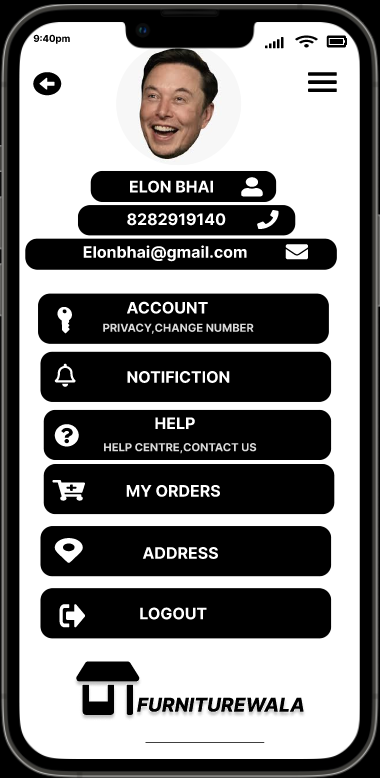 9:40pm
ELON BHAI
8282919140
Elonbhai@gmail.com
ACCOUNT
PRIVACY,CHANGE NUMBER
NOTIFICTION
HELP
HELP CENTRE,CONTACT US
MY ORDERS
ADDRESS
LOGOUT
FURNITUREWALA